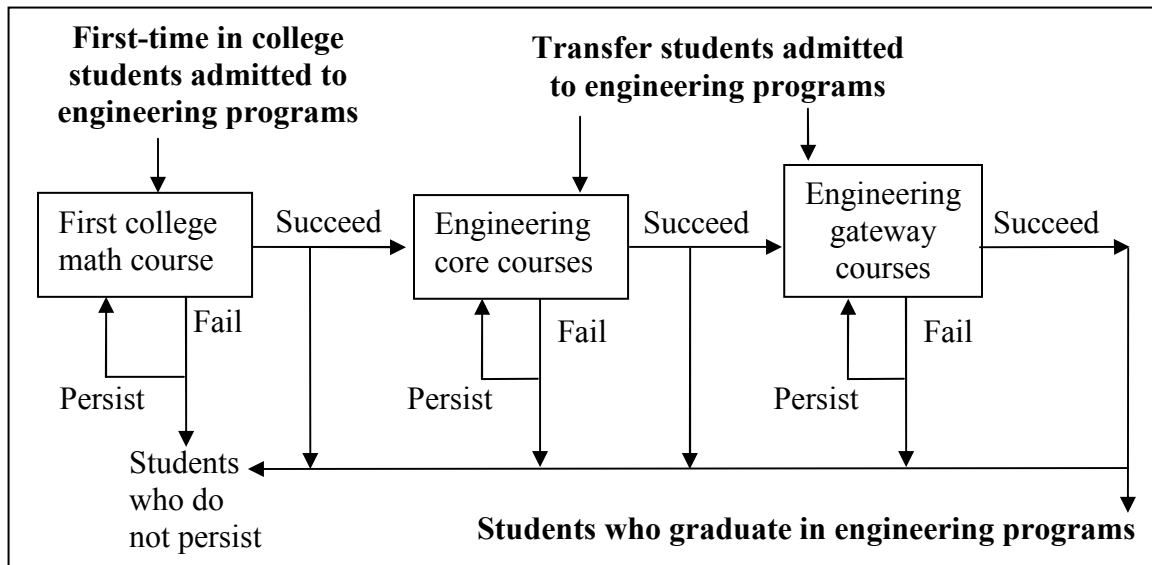 First-time in college
students admitted to
engineering programs
Transfer students admitted
to engineering programs
First college
math course
Succeed
Engineering
core courses
Succeed
Engineering
gateway
courses
Succeed
Fail
Persist
Fail
Persist
Fail
Persist
Students
who do
not persist
Students who graduate in engineering programs